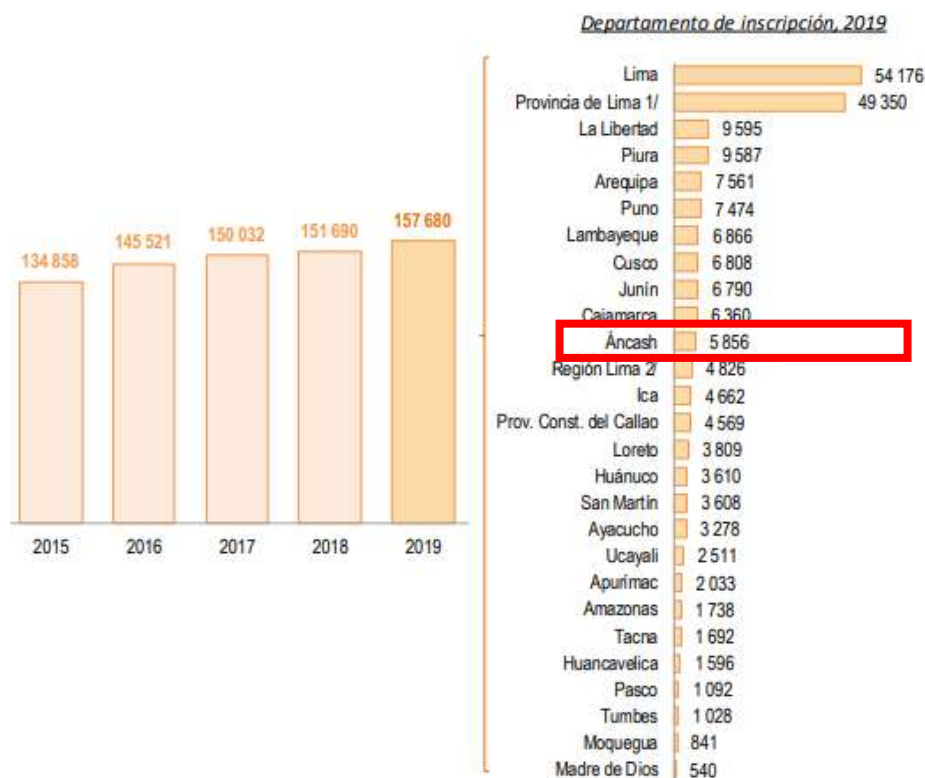 Departamento de inscripción, 2019
134 858
145 521
150 032
151 690
157 680
2015
2016
2017
2018
2019
Lima 54 176
Provincia de Lima 1/ 49 350
La Libertad 9 595
Piura 9 587
Arequipa 7 561
Puno 7 474
Lambayeque 6 866
Cusco 6 808
Junín 6 790
Cajamarca 6 360
Áncash 5 856
Región Lima 2/ 4 826
Ica 4 662
Prov. Const. del Callao 4 569
Loreto 3 809
Huánuco 3 610
San Martín 3 608
Ayacucho 3 278
Ucayali 2 511
Apurímac 2 033
Amazonas 1 738
Tacna 1 692
Huancavelica 1 596
Pasco 1 092
Tumbes 1 028
Moquegua 841
Madre de Dios 540